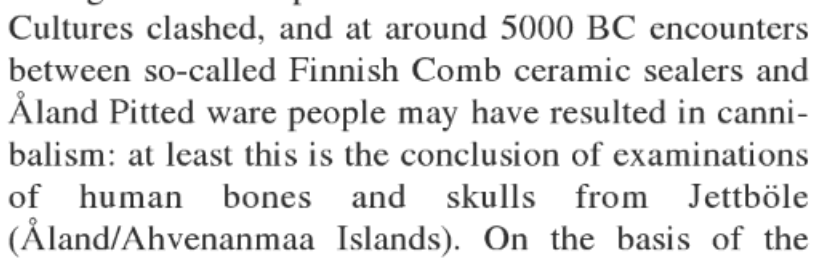 Cultures clashed, and at around 5000 BC encounters
between so-called Finnish Comb ceramic sealers and
Åland Pitted ware people may have resulted in canni-
balism: at least this is the conclusion of examinations
of human bones and skulls from Jettböle
(Åland/Ahvenanmaa Islands). On the basis of the